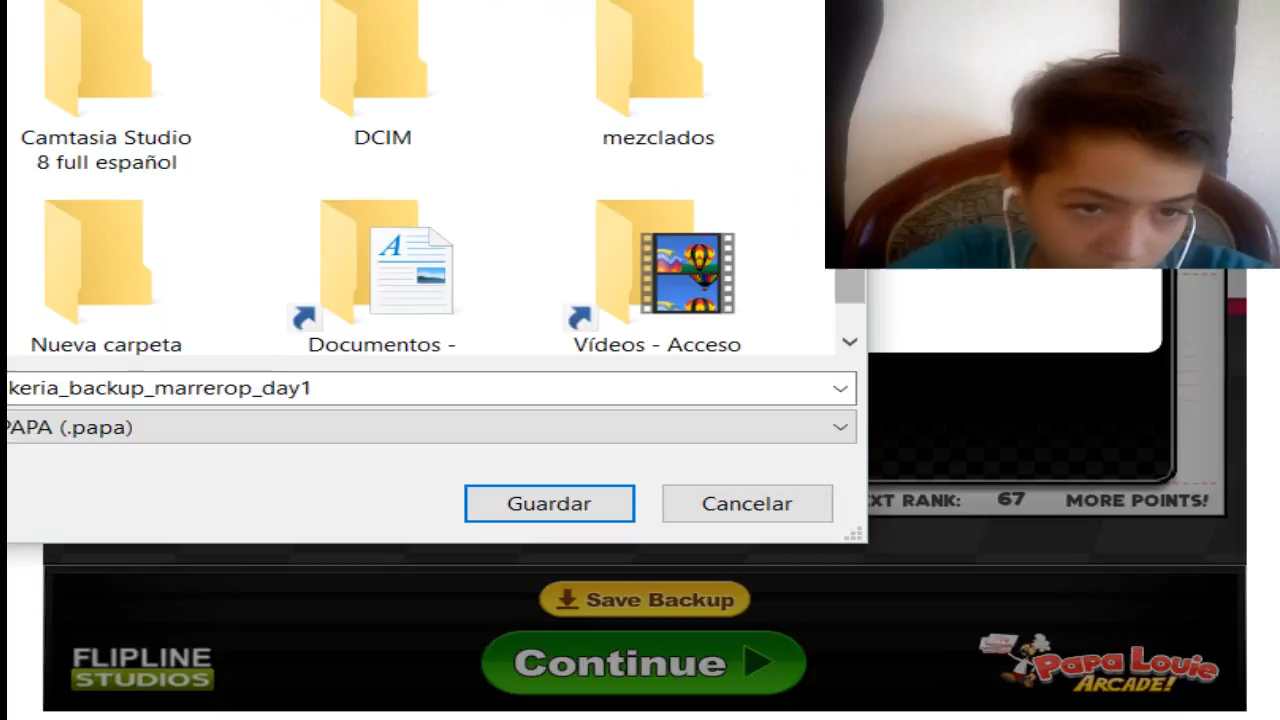 Camtasia Studio
8 full español
DCIM
mezclados
Nueva carpeta
Documentos -
Vídeos - Acceso
keria_backup_marrerop_day1
PAPA (.papa)
Guardar
Cancelar
XT RANK: 67 MORE POINTS!
Save Backup
Continue
FLIPLINE
STUDIOS
Papa Louie
ARCADE!